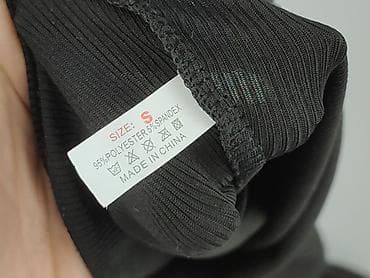 SIZE: S
95%POLYESTER 5%SPANDEX
MADE IN CHINA